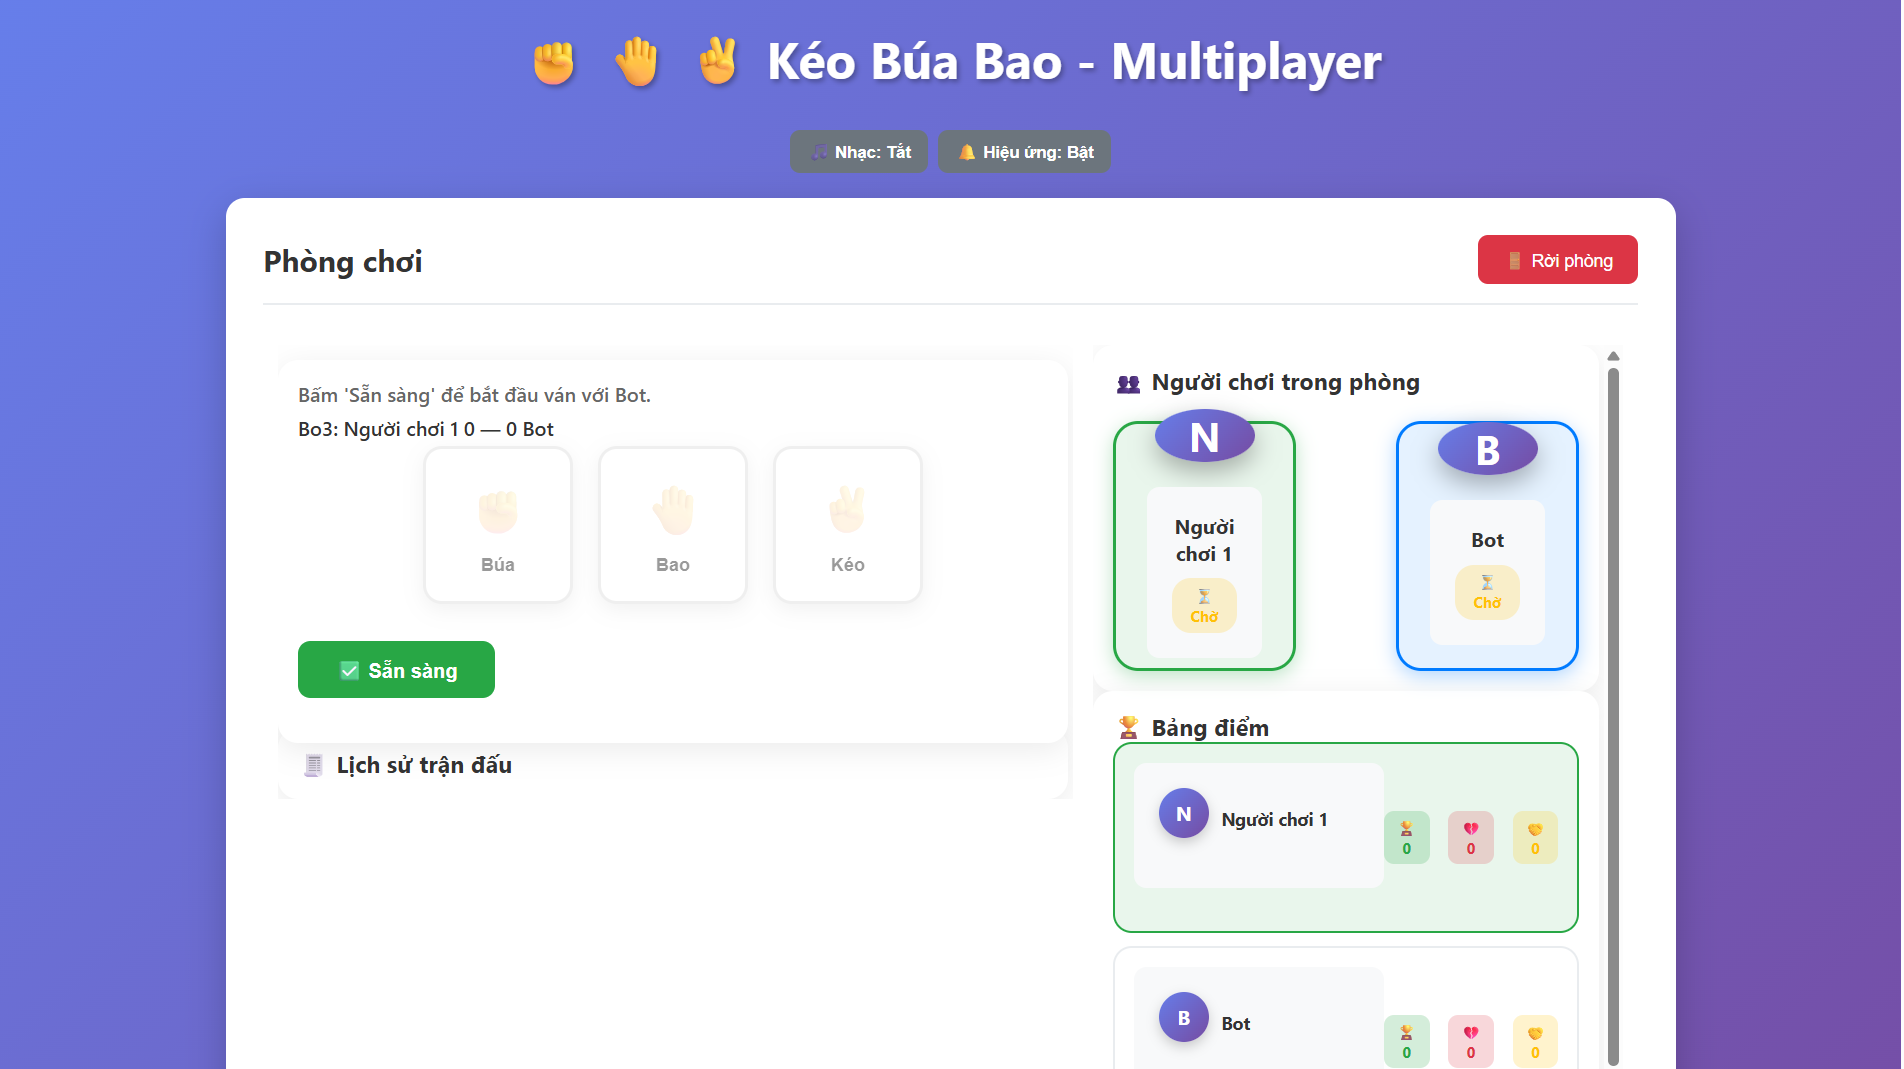 Kéo Búa Bao - Multiplayer
Nhạc: Tắt
Hiệu ứng: Bật
Phòng chơi
Rời phòng
Bấm 'Sẵn sàng' để bắt đầu ván với Bot.
Bo3: Người chơi 1 0 — 0 Bot
Búa
Bao
Kéo
Sẵn sàng
Lịch sử trận đấu
Người chơi trong phòng
N
Người
chơi 1
Chờ
B
Bot
Chờ
Bảng điểm
N
Người chơi 1
0
0
0
B
Bot
0
0
0